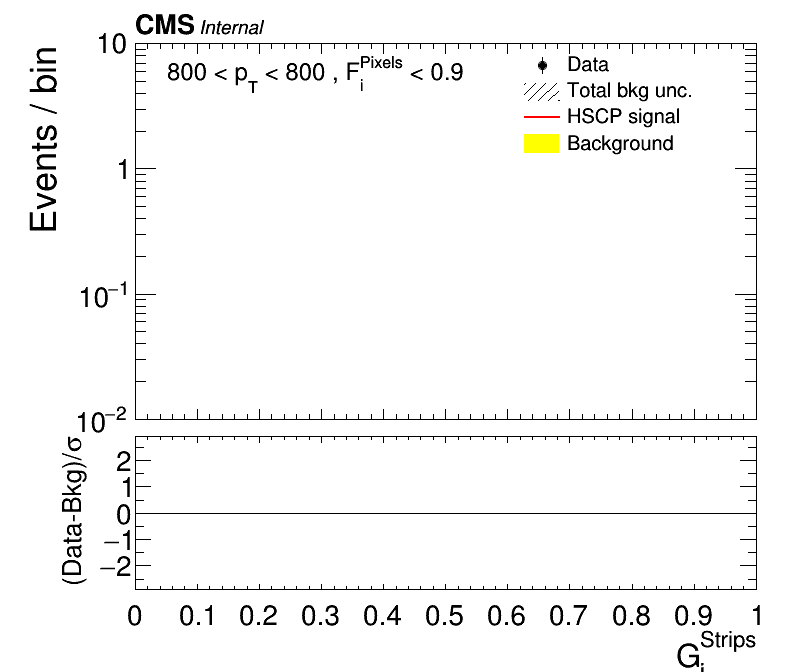 CMS Internal
800 < p_T < 800 , F_i^Pixels < 0.9
Data
Total bkg unc.
HSCP signal
Background
Events / bin
10
1
10^−1
10^−2
(Data-Bkg)/σ
2
1
0
−1
−2
0 0.1 0.2 0.3 0.4 0.5 0.6 0.7 0.8 0.9 1
G_i^Strips